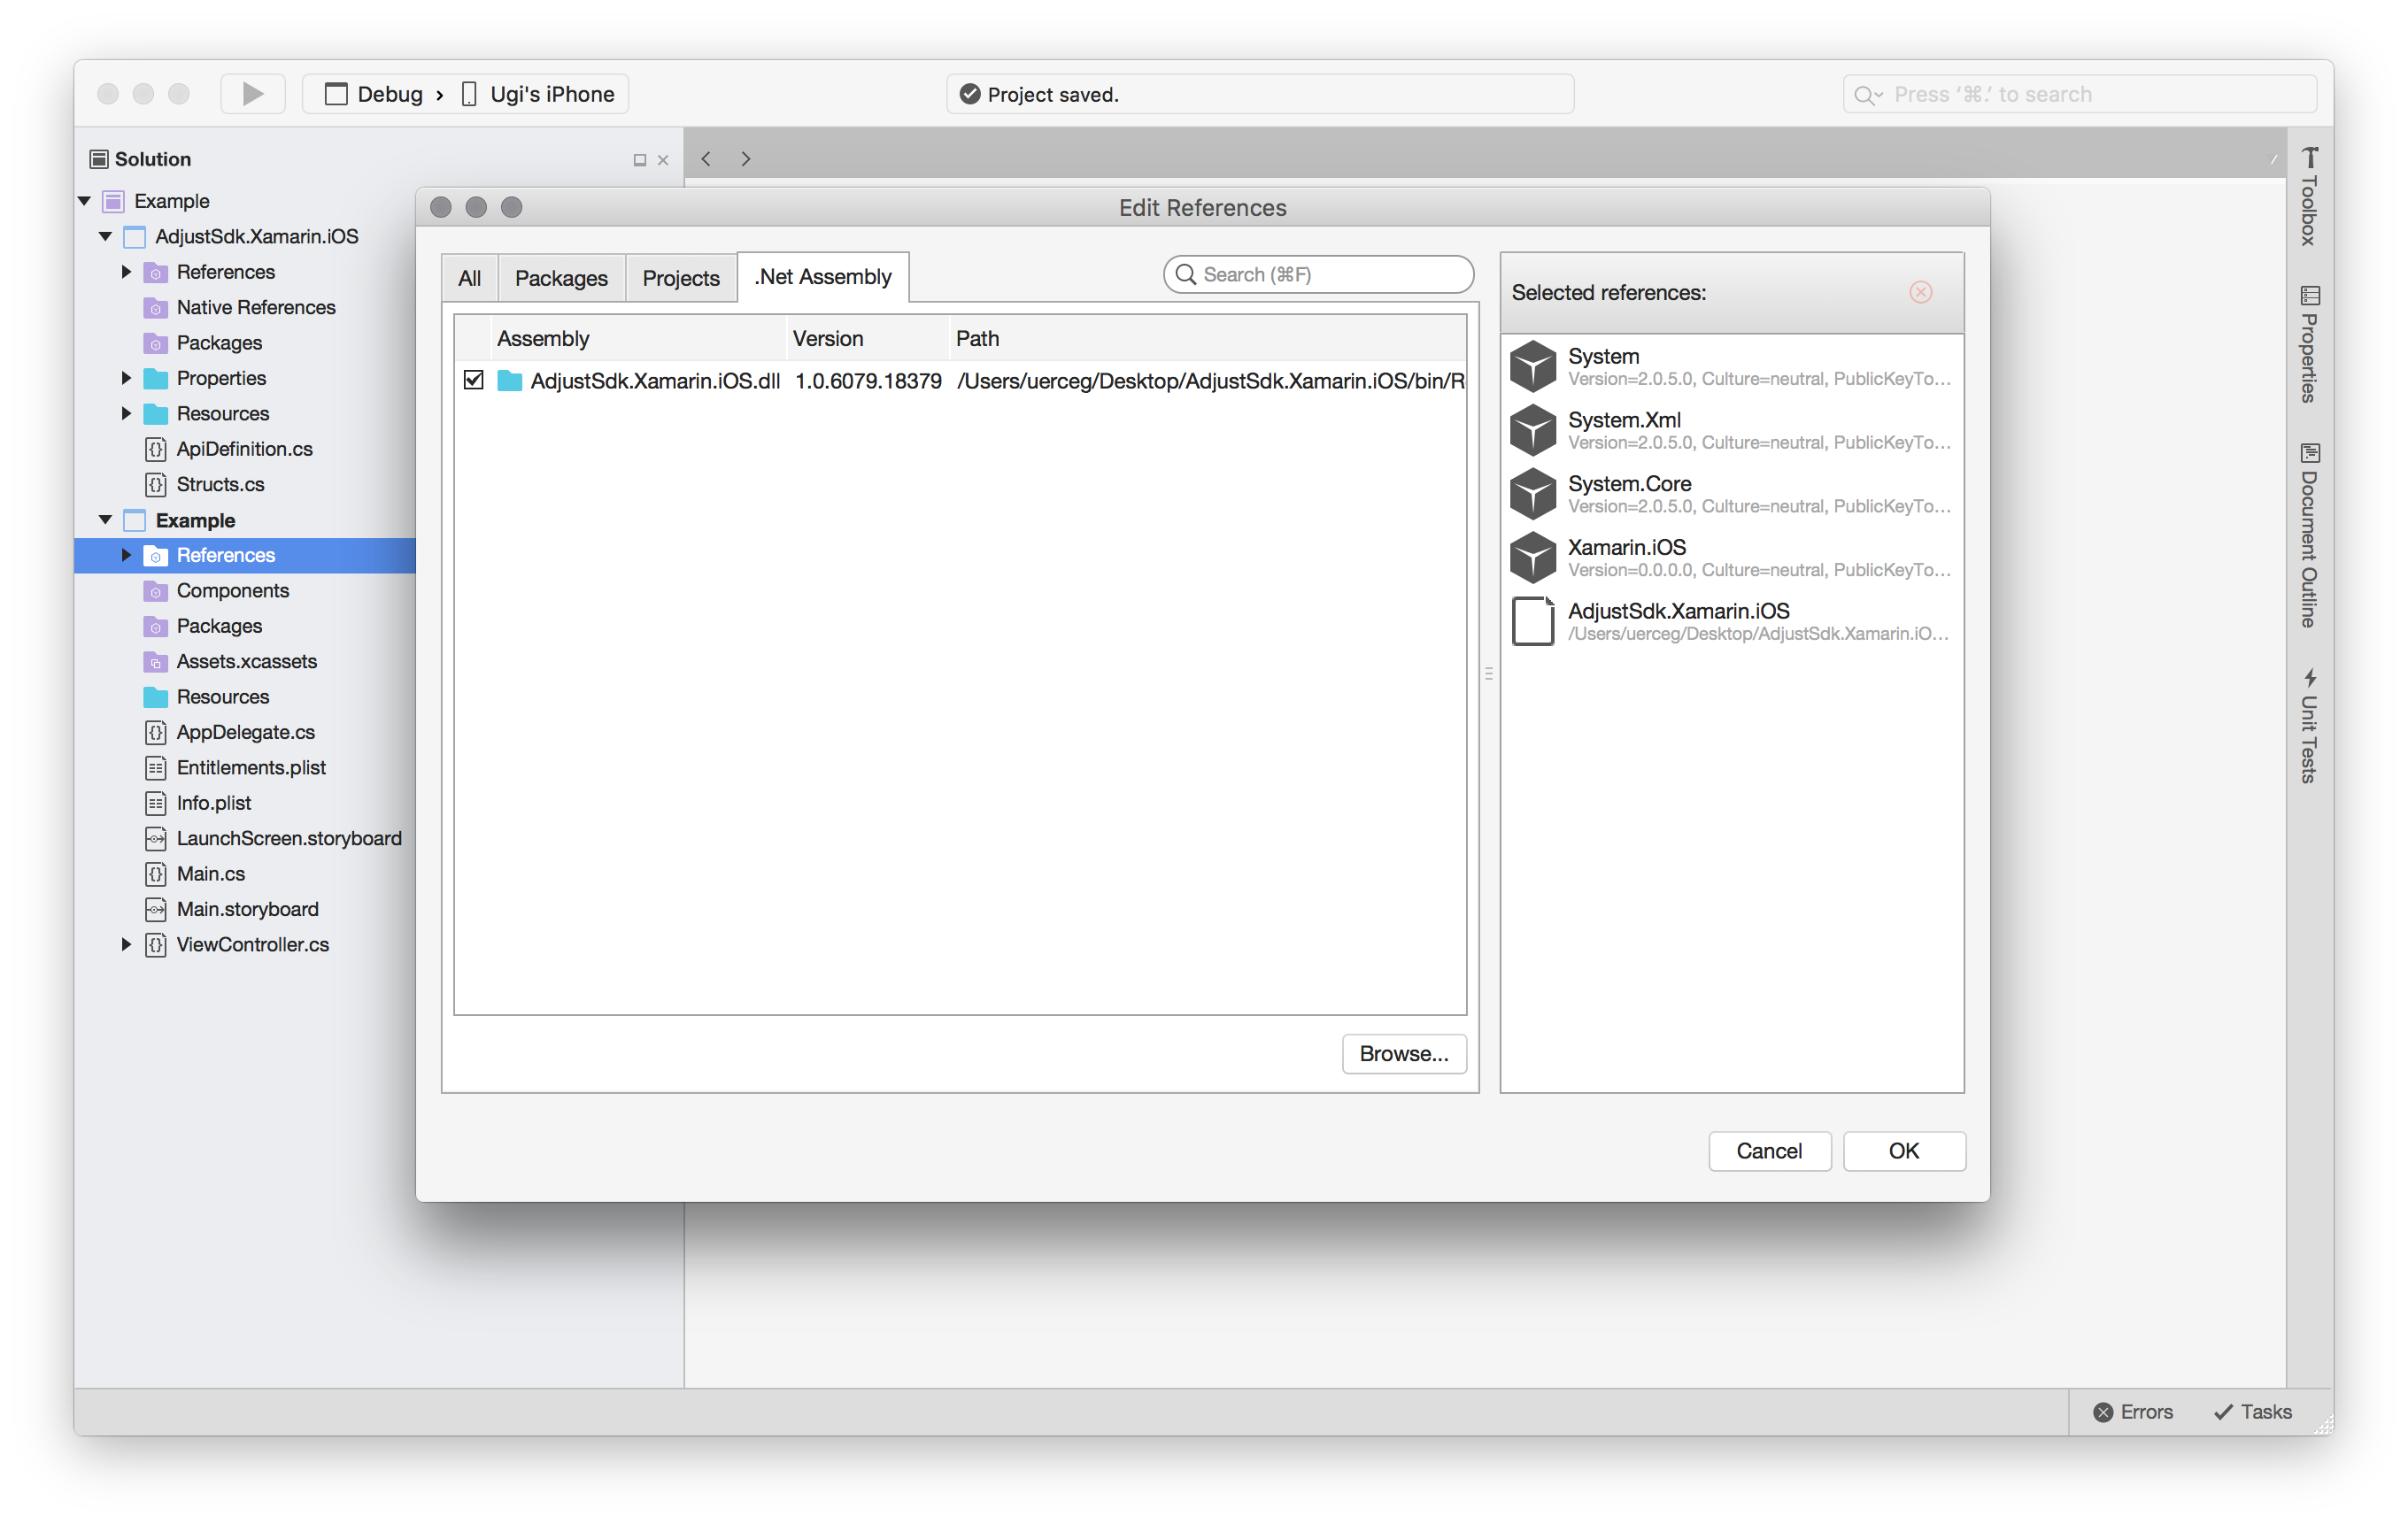 Debug › Ugi's iPhone
Project saved.
Press ‘⌘.’ to search
Solution
Example
AdjustSdk.Xamarin.iOS
References
Native References
Packages
Properties
Resources
ApiDefinition.cs
Structs.cs
Example
References
Components
Packages
Assets.xcassets
Resources
AppDelegate.cs
Entitlements.plist
Info.plist
LaunchScreen.storyboard
Main.cs
Main.storyboard
ViewController.cs
Edit References
All Packages Projects .Net Assembly
Search (⌘F)
Assembly Version Path
AdjustSdk.Xamarin.iOS.dll 1.0.6079.18379 /Users/uerceg/Desktop/AdjustSdk.Xamarin.iOS/bin/R
Browse...
Selected references:
System
Version=2.0.5.0, Culture=neutral, PublicKeyTo...
System.Xml
Version=2.0.5.0, Culture=neutral, PublicKeyTo...
System.Core
Version=2.0.5.0, Culture=neutral, PublicKeyTo...
Xamarin.iOS
Version=0.0.0.0, Culture=neutral, PublicKeyTo...
AdjustSdk.Xamarin.iOS
/Users/uerceg/Desktop/AdjustSdk.Xamarin.iO...
Cancel OK
Toolbox
Properties
Document Outline
Unit Tests
Errors Tasks